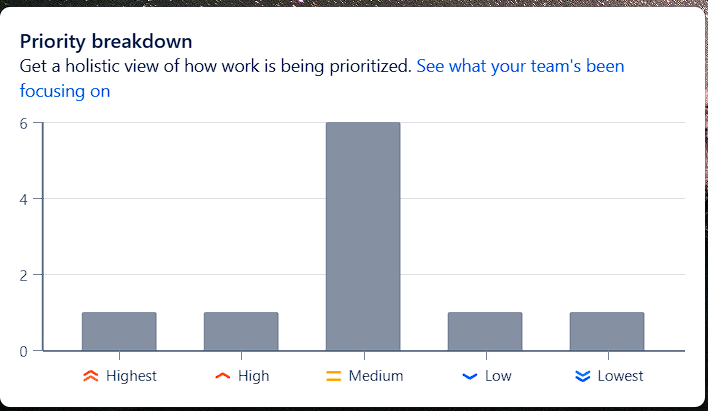 Priority breakdown
Get a holistic view of how work is being prioritized. See what your team's been
focusing on
6
4
2
0
Highest
High
Medium
Low
Lowest